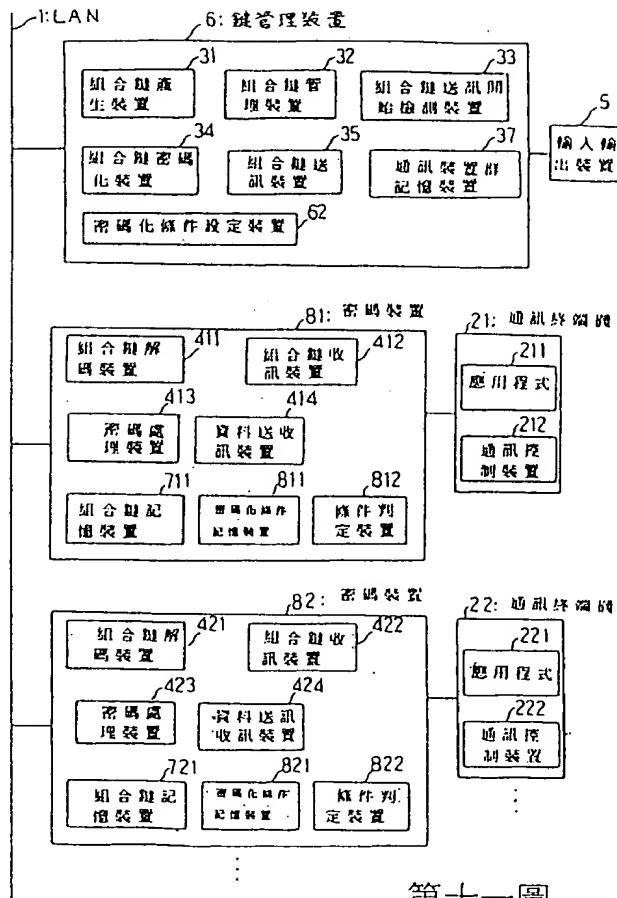 1:LAN
6: 鍵管理裝置
31
組合鍵產
生裝置
32
組合鍵管
理裝置
33
組合鍵送訊開
始檢測裝置
34
組合鍵密碼
化裝置
35
組合鍵送
訊裝置
37
通訊裝置群
記憶裝置
密碼化條件設定裝置
62
5
輸入輸
出裝置
81: 密碼裝置
組合鍵解
碼裝置
411
組合鍵收
訊裝置
412
413
密碼處
理裝置
414
資料送收
訊裝置
711
組合鍵記
憶裝置
811
密碼化條件
記憶裝置
812
條件判
定裝置
21: 通訊終端機
211
應用程式
212
通訊控
制裝置
82: 密碼裝置
組合鍵解
碼裝置
421
組合鍵收
訊裝置
422
423
密碼處
理裝置
424
資料送訊
收訊裝置
721
組合鍵記
憶裝置
821
密碼化條件
記憶裝置
822
條件判
定裝置
22: 通訊終端機
221
應用程式
222
通訊控
制裝置
第十一圖